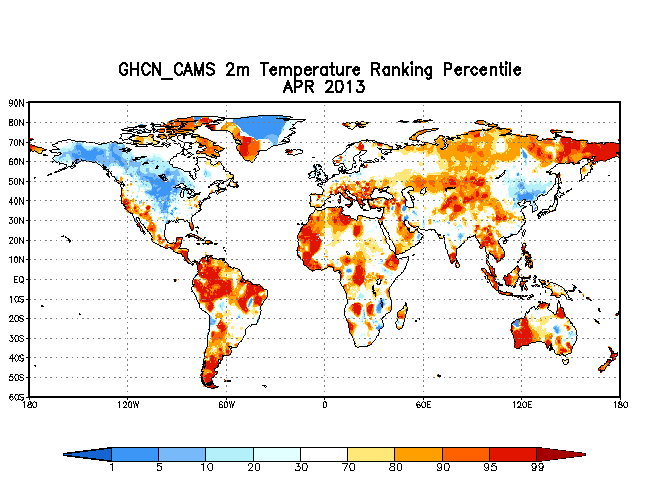 GHCN_CAMS 2m Temperature Ranking Percentile
APR 2013
90N
80N
70N
60N
50N
40N
30N
20N
10N
EQ
10S
20S
30S
40S
50S
60S
180 120W 60W 0 60E 120E 180
1 5 10 20 30 70 80 90 95 99